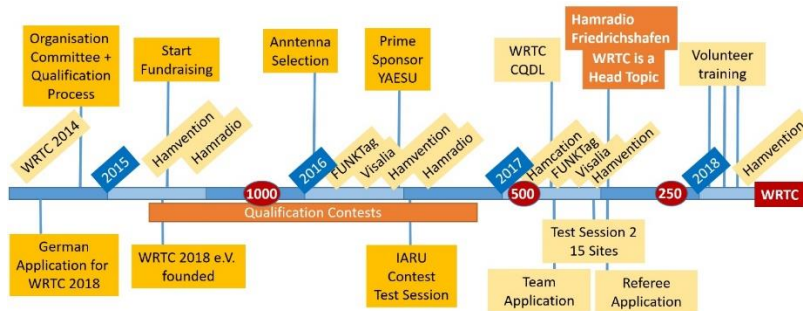 Organisation
Committee +
Qualification
Process
Start
Fundraising
Anntenna
Selection
Prime
Sponsor
YAESU
WRTC
CQDL
Hamradio
Friedrichshafen
WRTC is a
Head Topic
Volunteer
training
WRTC 2014
2015
Hamvention
Hamradio
2016
FUNKTag
Visalia
Hamvention
Hamradio
2017
Hamcation
FUNKTag
Visalia
Hamvention
2018
Hamvention
1000
500
250
WRTC
Qualification Contests
German
Application for
WRTC 2018
WRTC 2018 e.V.
founded
IARU
Contest
Test Session
Test Session 2
15 Sites
Team
Application
Referee
Application